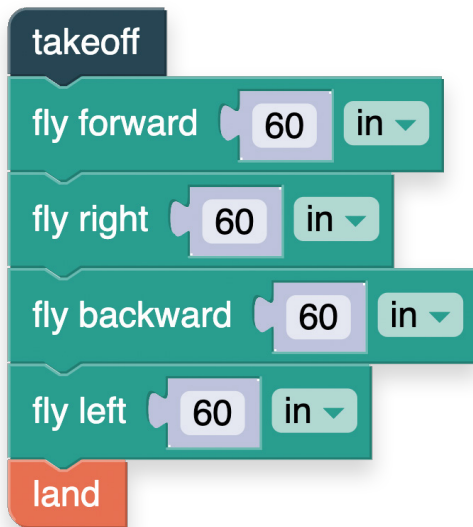 takeoff
fly forward 60 in
fly right 60 in
fly backward 60 in
fly left 60 in
land